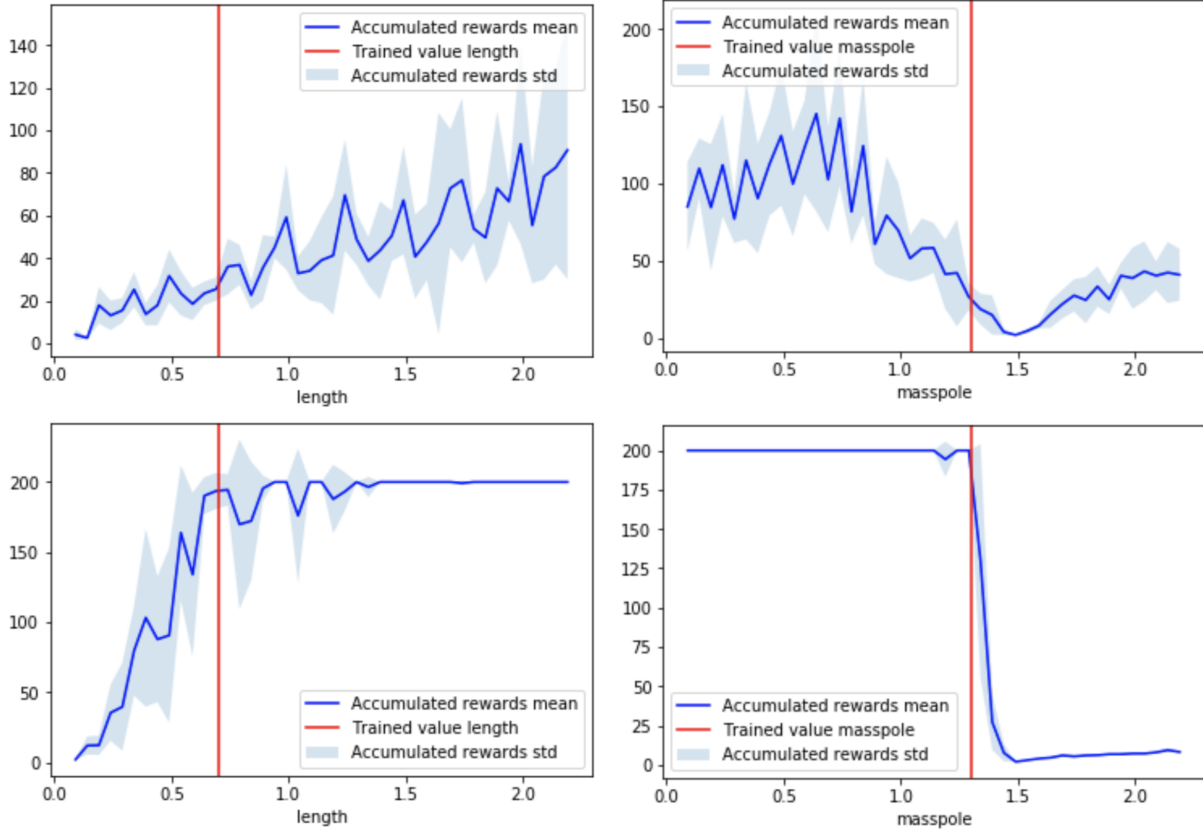 140
120
100
80
60
40
20
0
Accumulated rewards mean
Trained value length
Accumulated rewards std
0.0 0.5 1.0 1.5 2.0
length
200
150
100
50
0
Accumulated rewards mean
Trained value masspole
Accumulated rewards std
0.0 0.5 1.0 1.5 2.0
masspole
200
150
100
50
0
Accumulated rewards mean
Trained value length
Accumulated rewards std
0.0 0.5 1.0 1.5 2.0
length
200
175
150
125
100
75
50
25
0
Accumulated rewards mean
Trained value masspole
Accumulated rewards std
0.0 0.5 1.0 1.5 2.0
masspole